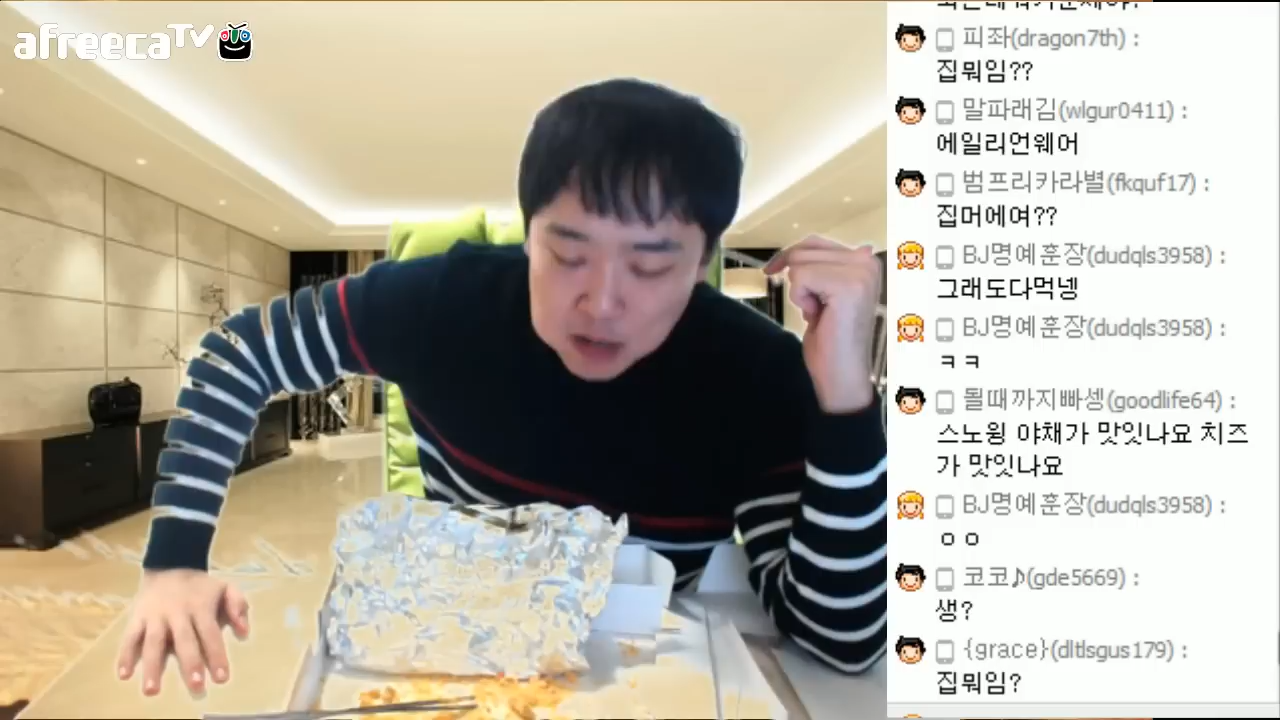 afreecaTV
피좌(dragon7th) :
집뭐임??
말파래김(wlgur0411) :
에일리언웨어
범프리카라별(fkquf17) :
집머에여??
BJ명예훈장(dudqls3958) :
그래도다먹넹
BJ명예훈장(dudqls3958) :
ㅋㅋ
될때까지빠셍(goodlife64) :
스노윙 야채가 맛잇나요 치즈
가 맛잇나요
BJ명예훈장(dudqls3958) :
ㅇㅇ
코코♪(gde5669) :
생?
{grace}(dltlsgus179) :
집뭐임?